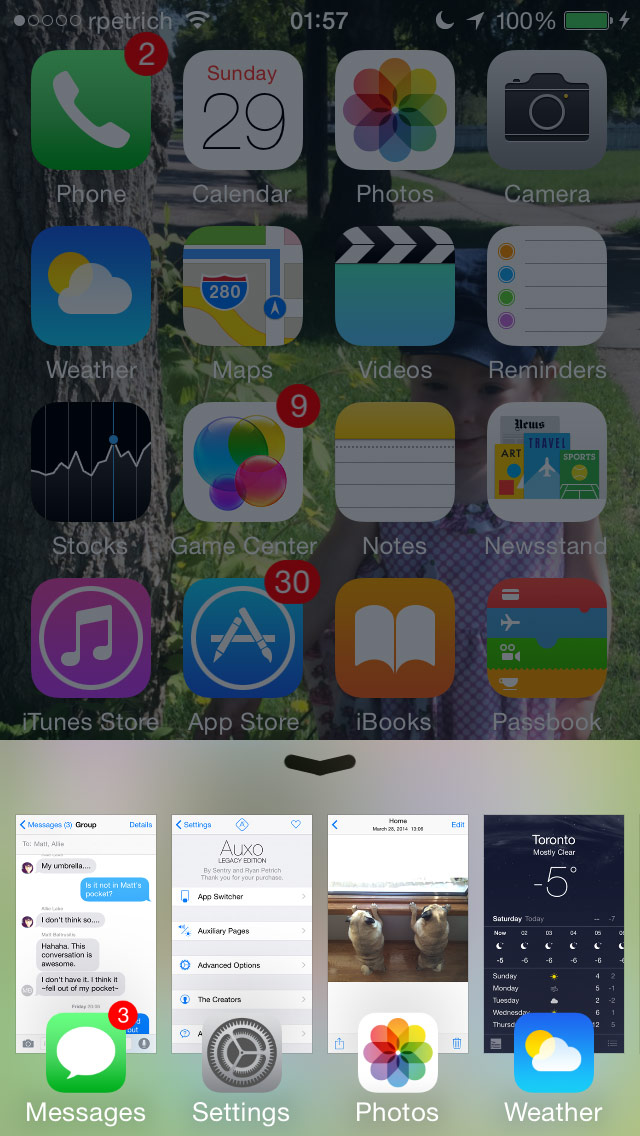 rpetrich 01:57 100%
2
Sunday
29
Phone Calendar Photos Camera
280
Weather Maps Videos Reminders
9
News
ART TRAVEL SPORTS
Stocks Game Center Notes Newsstand
30
iTunes Store App Store iBooks Passbook
Messages (3) Group Details
To: Matt, Allie
My umbrella....
Is it not in Matt's
pocket?
Allie Labo
I don't think so....
Hahaha. This
conversation is
awesome.
I don't have it. I think it
~fell out of my pocket~
out
3
Messages
Settings
Auxo
LEGACY EDITION
By Sentry and Ryan Petrich
Thank you for your purchase.
App Switcher
Auxiliary Pages
Advanced Options
The Creators
A
Settings
Home
March 28, 2014 13:06
Edit
Photos
Toronto
Mostly Clear
-5°
Saturday Today -- -7
Now 02 03 04 05 06
-5 -6 -6 -6 -6 -6
Sunday 4 2
Monday 5 -1
Tuesday 2 -2
Wednesday 6 -1
Thursd 12 5
Weather